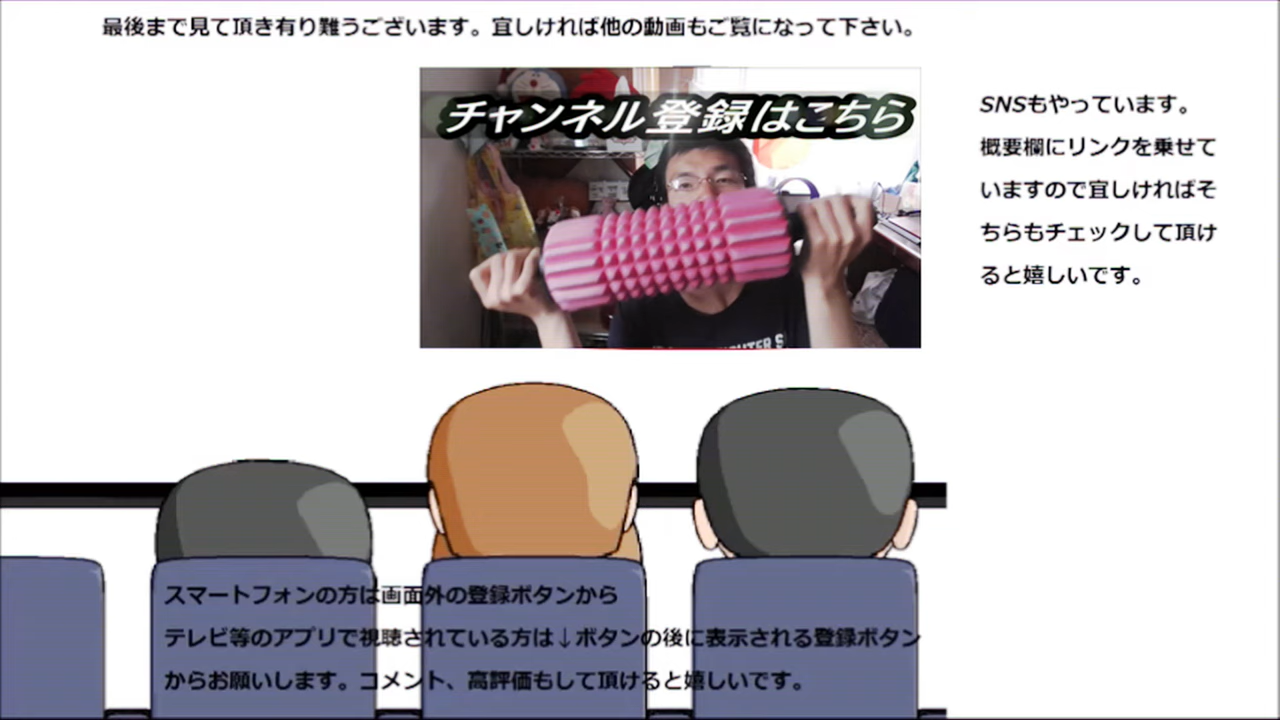 最後まで見て頂き有り難うございます。宜しければ他の動画もご覧になって下さい。
チャンネル登録はこちら
SNSもやっています。
概要欄にリンクを乗せて
いますので宜しければそ
ちらもチェックして頂け
ると嬉しいです。
スマートフォンの方は画面外の登録ボタンから
テレビ等のアプリで視聴されている方は↓ボタンの後に表示される登録ボタン
からお願いします。コメント、高評価もして頂けると嬉しいです。